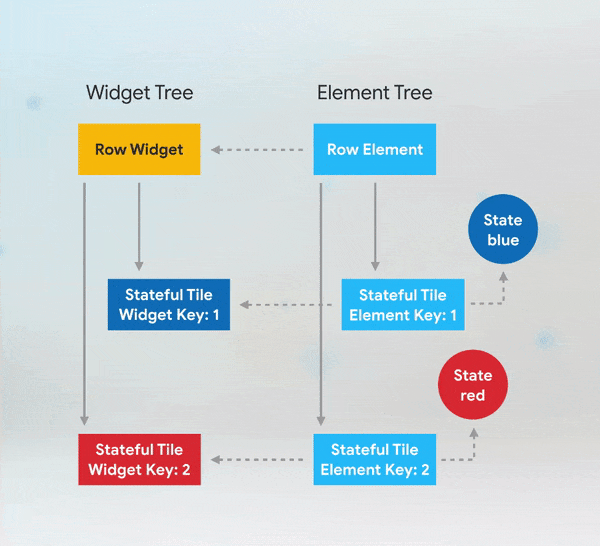 Widget Tree
Element Tree
Row Widget
Row Element
State
blue
Stateful Tile
Widget Key: 1
Stateful Tile
Element Key: 1
State
red
Stateful Tile
Widget Key: 2
Stateful Tile
Element Key: 2